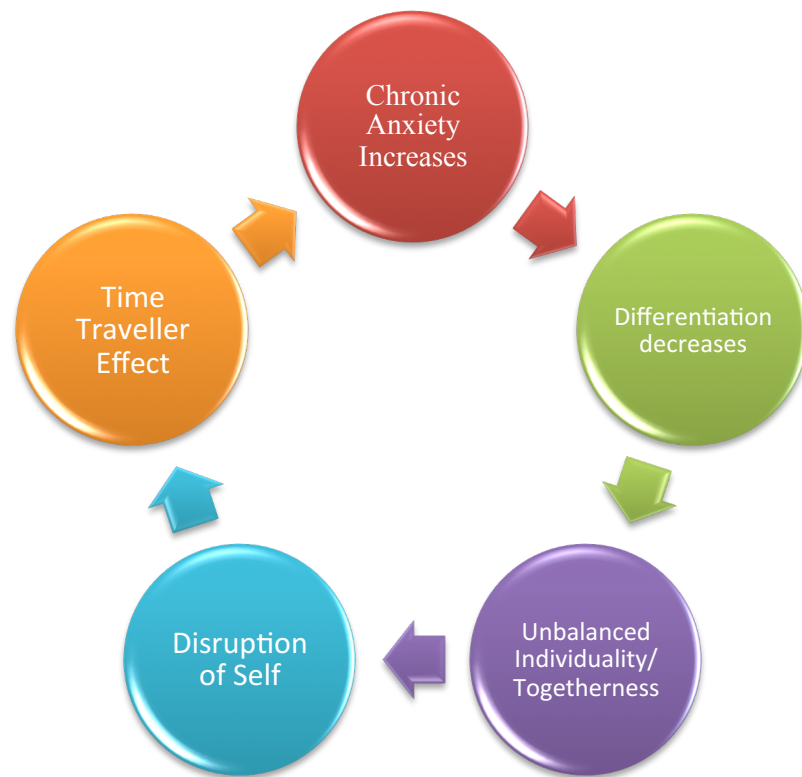 Chronic
Anxiety
Increases
Differentiation
decreases
Unbalanced
Individuality/
Togetherness
Disruption
of Self
Time
Traveller
Effect